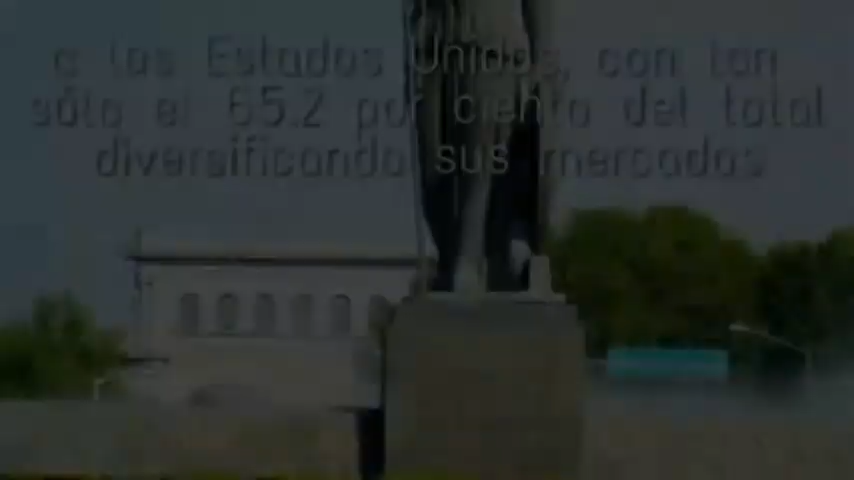 a los Estados Unidos, con tan
sólo el 65.2 por ciento del total
diversificando sus mercados